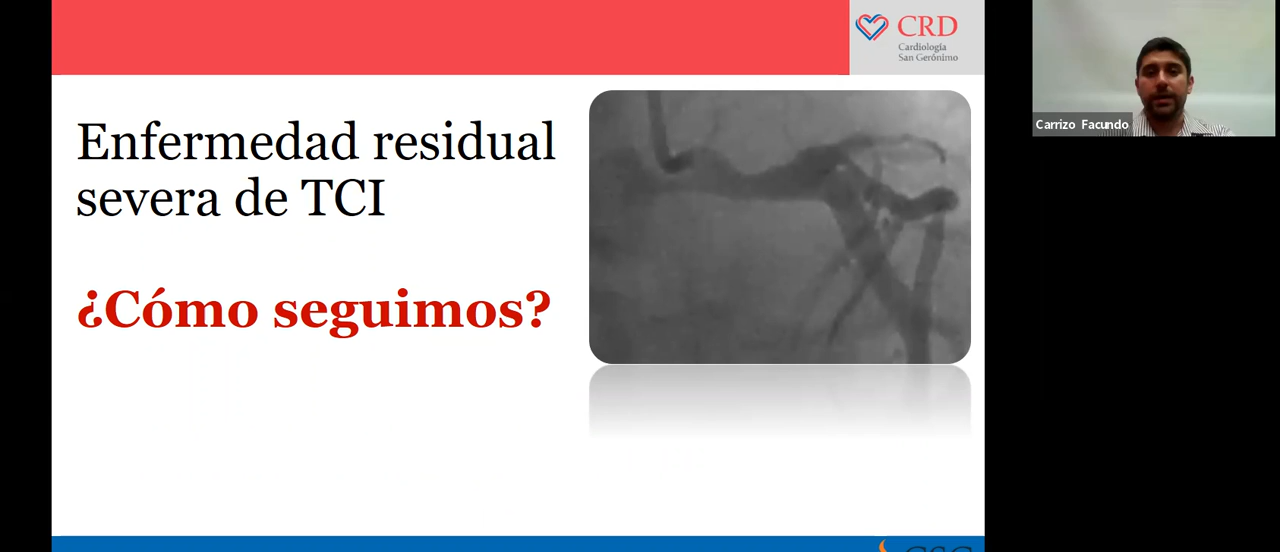 CRD
Cardiología
San Gerónimo
Carrizo Facundo
Enfermedad residual
severa de TCI
¿Cómo seguimos?